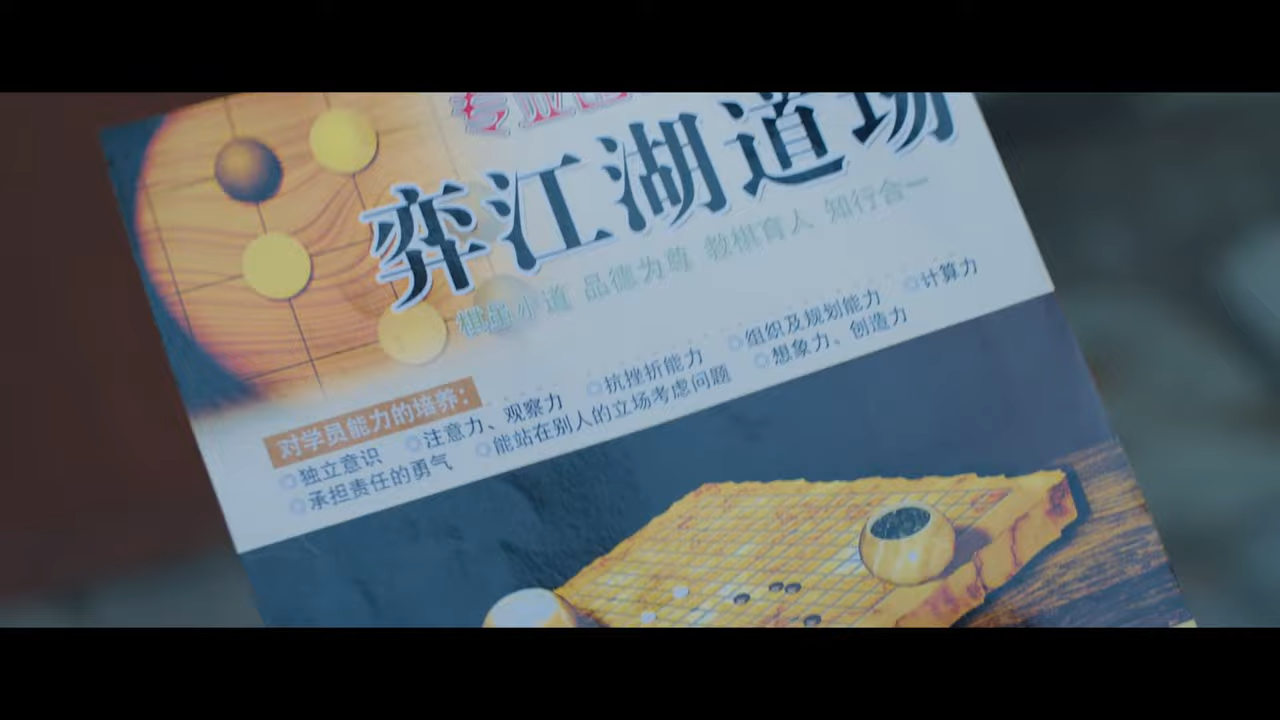 弈江湖道场
棋虽小道 品德为尊 教棋育人 知行合一
对学员能力的培养：
独立意识 注意力、观察力 抗挫折能力 组织及规划能力 计算力
承担责任的勇气 能站在别人的立场考虑问题 想象力、创造力